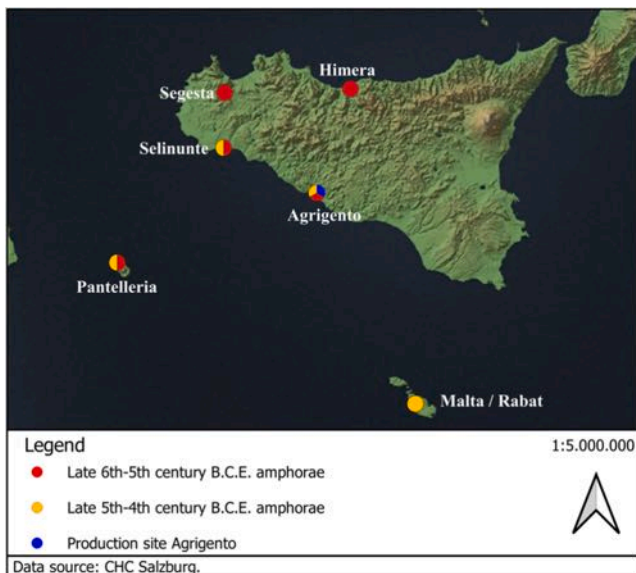 Himera
Segesta
Selinunte
Agrigento
Pantelleria
Malta / Rabat
Legend
1:5.000.000
Late 6th-5th century B.C.E. amphorae
Late 5th-4th century B.C.E. amphorae
Production site Agrigento
Data source: CHC Salzburg.